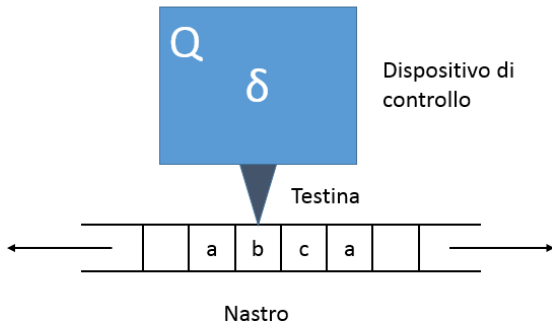 Q
δ
Dispositivo di
controllo
Testina
a b c a
Nastro